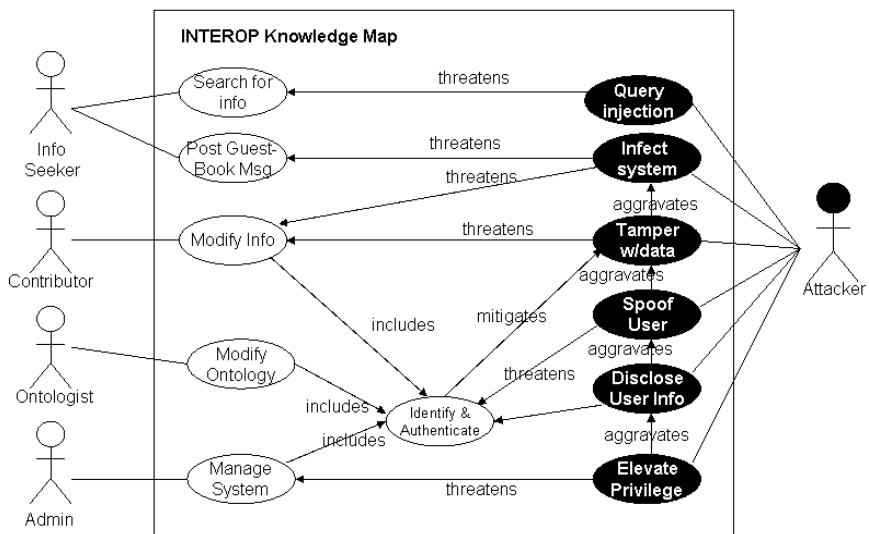 INTEROP Knowledge Map
Search for
info
threatens
Query
injection
Info
Seeker
Post Guest-
Book Msg
threatens
Infect
system
threatens
aggravates
Contributor
Modify Info
threatens
Tamper
w/data
Attacker
aggravates
includes
mitigates
Spoof
User
Ontologist
Modify
Ontology
threatens
aggravates
Disclose
User Info
includes
Identify &
Authenticate
includes
aggravates
Admin
Manage
System
threatens
Elevate
Privilege